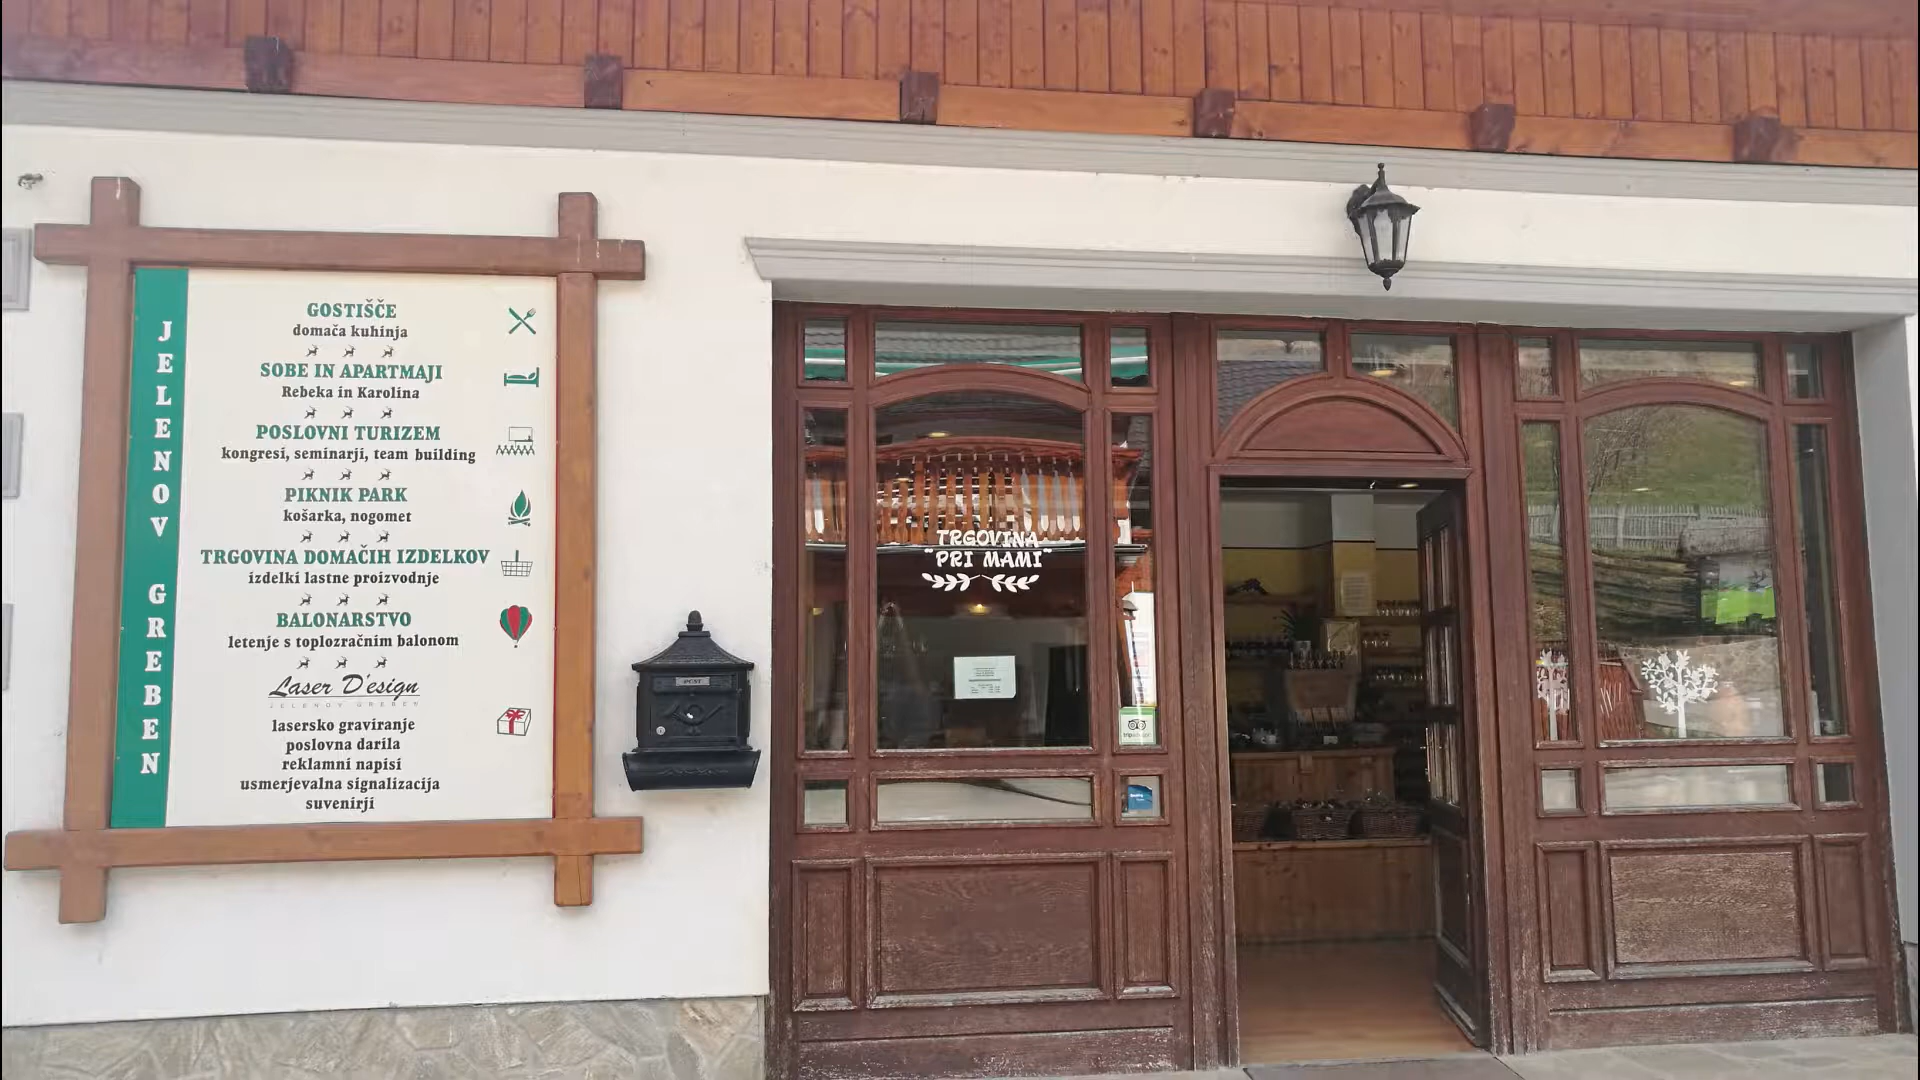 JELENOV GREBEN
GOSTIŠČE
domača kuhinja
SOBE IN APARTMAJI
Rebeka in Karolina
POSLOVNI TURIZEM
kongresi, seminarji, team building
PIKNIK PARK
košarka, nogomet
TRGOVINA DOMAČIH IZDELKOV
izdelki lastne proizvodnje
BALONARSTVO
letenje s toplozračnim balonom
Laser D'esign
JELENOV GREBEN
lasersko graviranje
poslovna darila
reklamni napisi
usmerjevalna signalizacija
suvenirji
TRGOVINA
"PRI MAMI"